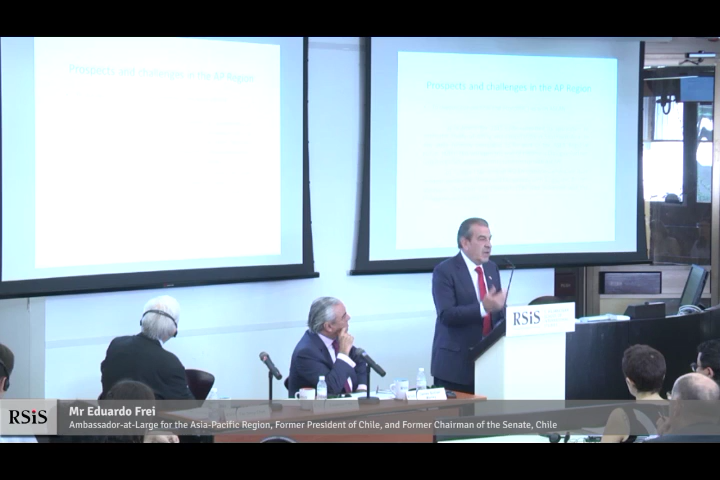 Prospects and challenges in the AP Region
Prospects and challenges in the AP Region
RSiS
RSiS
Mr Eduardo Frei
Ambassador-at-Large for the Asia-Pacific Region, Former President of Chile, and Former Chairman of the Senate, Chile